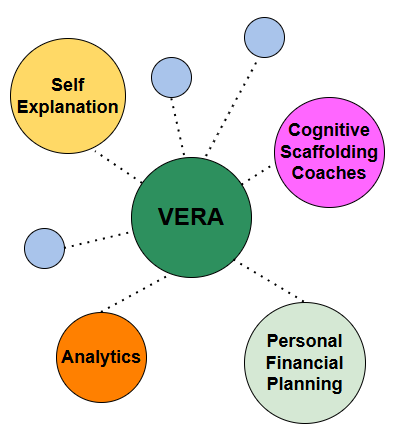 Self
Explanation
Cognitive
Scaffolding
Coaches
VERA
Analytics
Personal
Financial
Planning